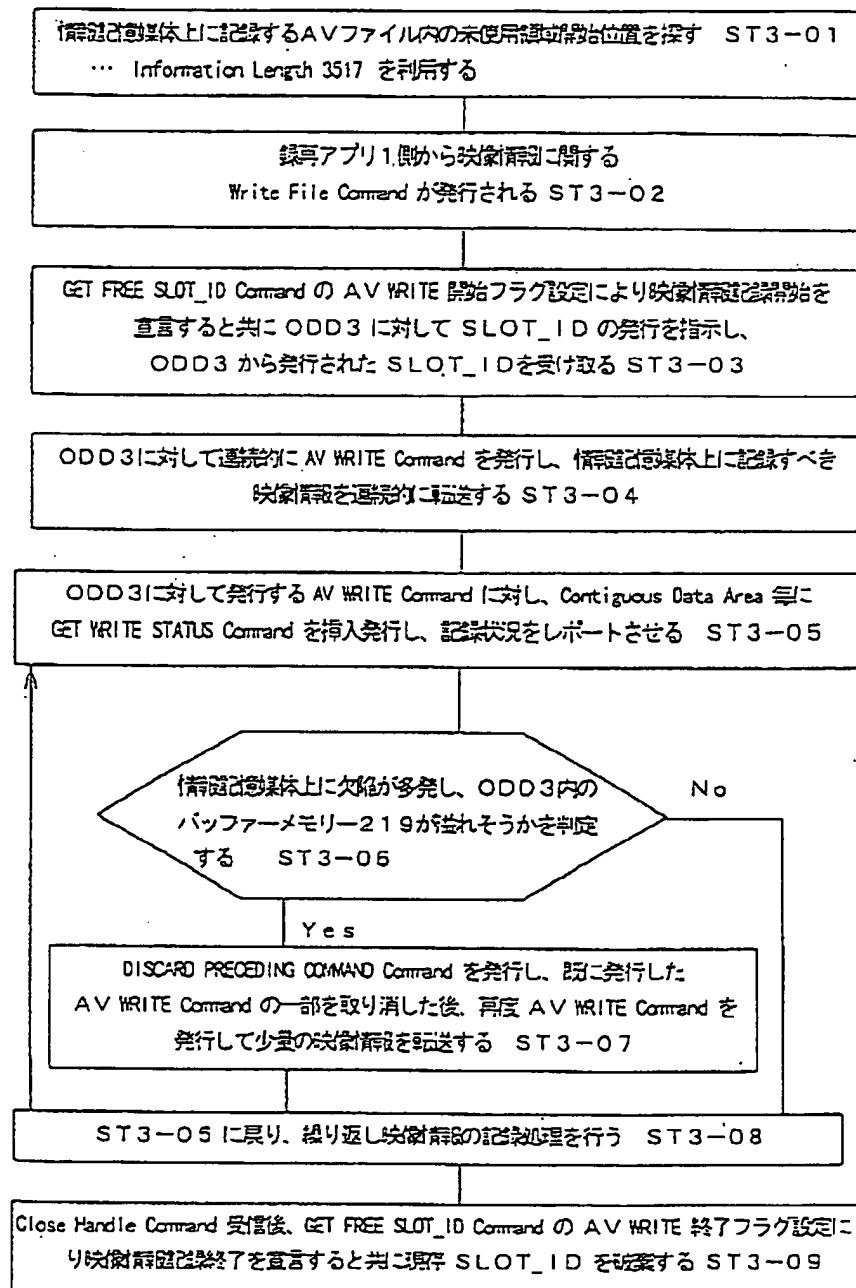 情報記憶媒体上に記録するAVファイル内の未使用領域開始位置を探す ST3-01
… Information Length 3517 を利用する
録再アプリ1側から映像情報に関する
Write File Command が発行される ST3-02
GET FREE SLOT_ID Command の AV WRITE 開始フラグ設定により映像情報記録開始を
宣言すると共に ODD3 に対して SLOT_ID の発行を指示し、
ODD3 から発行された SLOT_IDを受け取る ST3-03
ODD3に対して連続的に AV WRITE Command を発行し、情報記憶媒体上に記録すべき
映像情報を連続的に転送する ST3-04
ODD3に対して発行する AV WRITE Command に対し、Contiguous Data Area 毎に
GET WRITE STATUS Command を挿入発行し、記録状況をレポートさせる ST3-05
情報記憶媒体上に欠陥が多発し、ODD3内の
No
バッファーメモリー219が溢れそうかを判定
する ST3-06
Yes
DISCARD PRECEDING COMMAND Command を発行し、既に発行した
AV WRITE Command の一部を取り消した後、再度 AV WRITE Command を
発行して少量の映像情報を転送する ST3-07
ST3-05 に戻り、繰り返し映像情報の記録処理を行う ST3-08
Close Handle Command 受信後、GET FREE SLOT_ID Command の AV WRITE 終了フラグ設定に
り映像情報記録終了を宣言すると共に現存 SLOT_ID を破棄する ST3-09